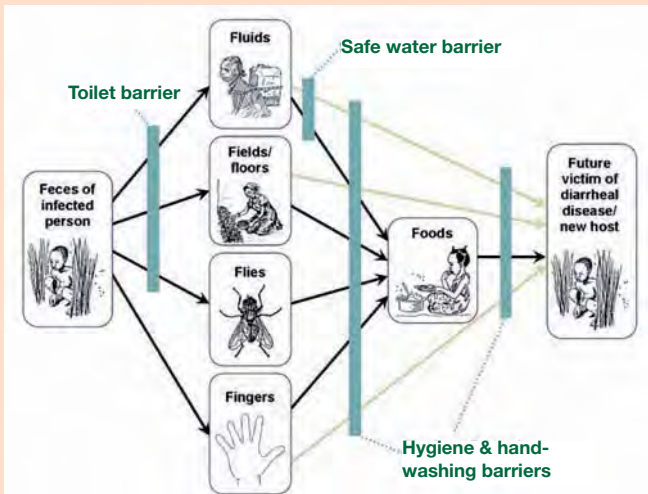 Fluids
Safe water barrier
Toilet barrier
Fields/
floors
Feces of
infected
person
Future
victim of
diarrheal
disease/
new host
Foods
Flies
Fingers
Hygiene & hand-
washing barriers